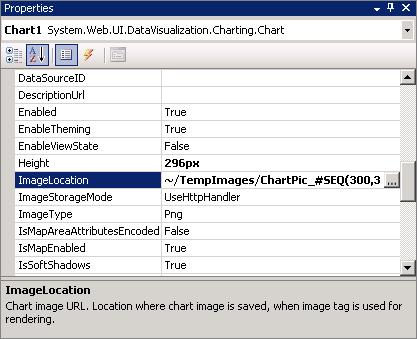 Properties
Chart1 System.Web.UI.DataVisualization.Charting.Chart
DataSourceID
DescriptionUrl
Enabled True
EnableTheming True
EnableViewState False
Height 296px
ImageLocation ~/TempImages/ChartPic_#SEQ(300,3 ...
ImageStorageMode UseHttpHandler
ImageType Png
IsMapAreaAttributesEncoded False
IsMapEnabled True
IsSoftShadows True
ImageLocation
Chart image URL. Location where chart image is saved, when image tag is used for
rendering.